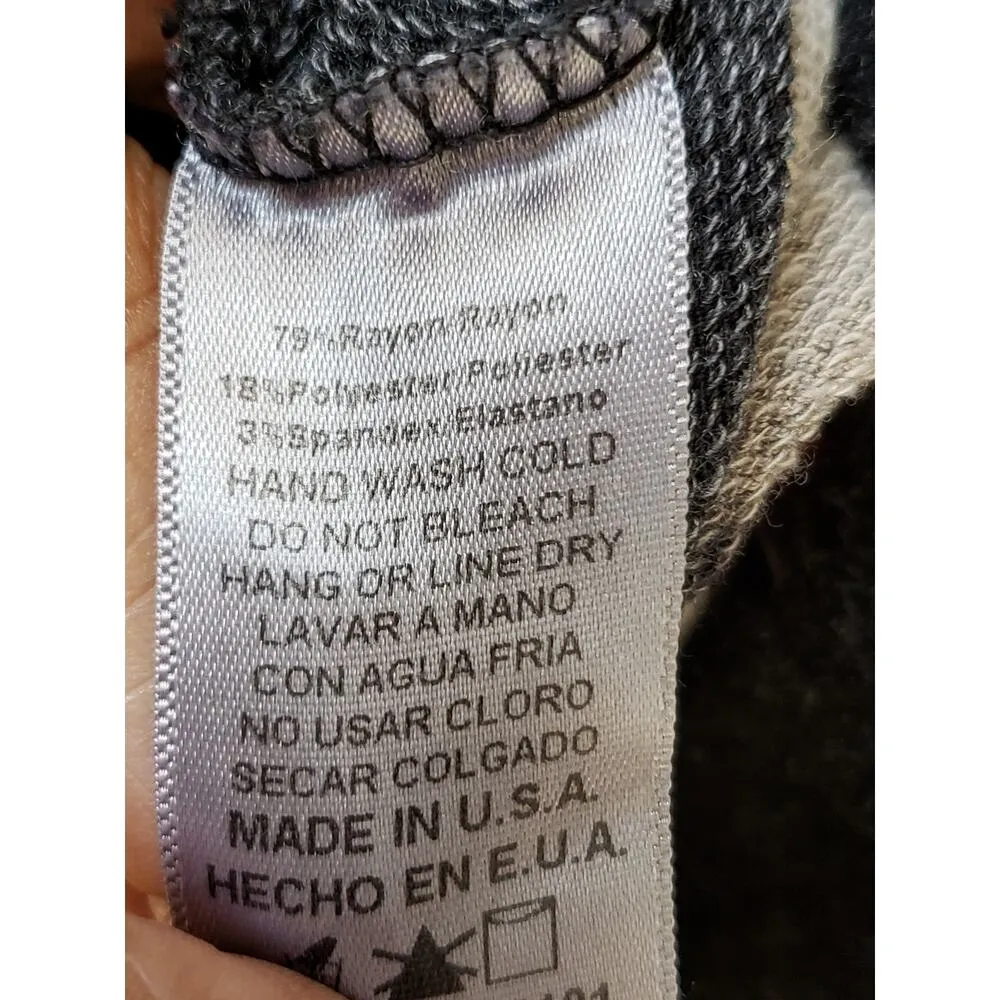 79% Rayon/Rayon
18%Polyester/Poliester
3%Spandex/Elastano
HAND WASH COLD
DO NOT BLEACH
HANG OR LINE DRY
LAVAR A MANO
CON AGUA FRIA
NO USAR CLORO
SECAR COLGADO
MADE IN U.S.A.
HECHO EN E.U.A.